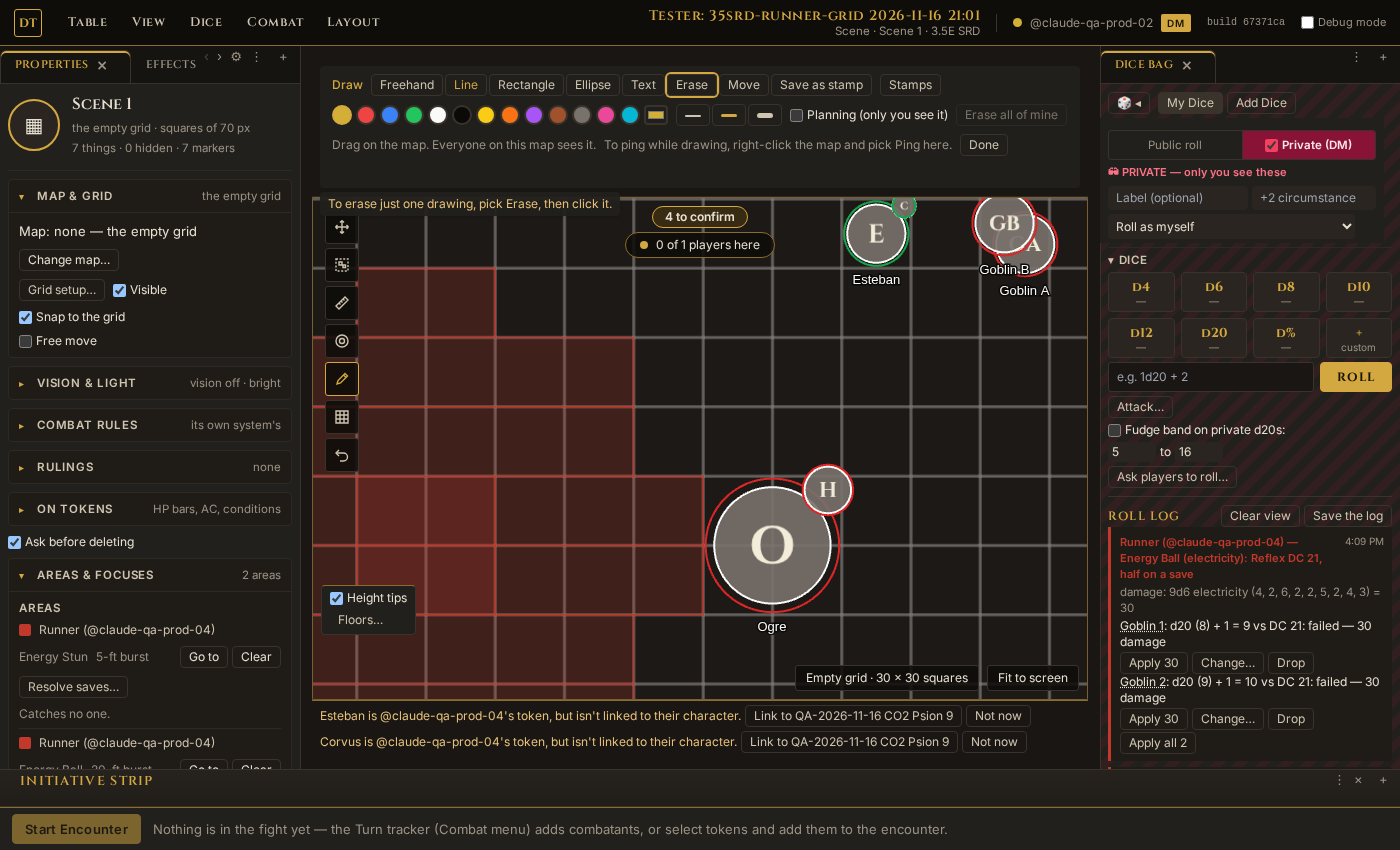 DT TABLE VIEW DICE COMBAT LAYOUT
Tester: 35SRD-Runner-Grid 2026-11-16 21:01
Scene · Scene 1 · 3.5E SRD
@claude-qa-prod-02 DM build 67371ca Debug mode
PROPERTIES × EFFECTS ‹ › ⚙ ⋮ +
SCENE 1
the empty grid · squares of 70 px
7 things · 0 hidden · 7 markers
▾ MAP & GRID the empty grid
Map: none — the empty grid
Change map...
Grid setup... Visible
Snap to the grid
Free move
▸ VISION & LIGHT vision off · bright
▸ COMBAT RULES its own system's
▸ RULINGS none
▸ ON TOKENS HP bars, AC, conditions
Ask before deleting
▾ AREAS & FOCUSES 2 areas
AREAS
Runner (@claude-qa-prod-04)
Energy Stun 5-ft burst Go to Clear
Resolve saves...
Catches no one.
Runner (@claude-qa-prod-04)
Energy Ball 20-ft burst Go to Clear
Draw Freehand Line Rectangle Ellipse Text Erase Move Save as stamp Stamps
Planning (only you see it) Erase all of mine
Drag on the map. Everyone on this map sees it. To ping while drawing, right-click the map and pick Ping here. Done
To erase just one drawing, pick Erase, then click it.
4 to confirm
0 of 1 players here
E
C
Esteban
GB
A
Goblin B
Goblin A
H
O
Ogre
Height tips
Floors...
Empty grid · 30 × 30 squares Fit to screen
Esteban is @claude-qa-prod-04's token, but isn't linked to their character. Link to QA-2026-11-16 CO2 Psion 9 Not now
Corvus is @claude-qa-prod-04's token, but isn't linked to their character. Link to QA-2026-11-16 CO2 Psion 9 Not now
DICE BAG × ⋮ +
◂ My Dice Add Dice
Public roll Private (DM)
PRIVATE — only you see these
Label (optional) +2 circumstance
Roll as myself
▾ DICE
D4 D6 D8 D10
— — — —
D12 D20 D% +
— — — custom
e.g. 1d20 + 2 ROLL
Attack...
Fudge band on private d20s:
5 to 16
Ask players to roll...
ROLL LOG Clear view Save the log
Runner (@claude-qa-prod-04) — 4:09 PM
Energy Ball (electricity): Reflex DC 21,
half on a save
damage: 9d6 electricity (4, 2, 6, 2, 2, 5, 2, 4, 3) =
30
Goblin 1: d20 (8) + 1 = 9 vs DC 21: failed — 30
damage
Apply 30 Change... Drop
Goblin 2: d20 (9) + 1 = 10 vs DC 21: failed — 30
damage
Apply 30 Change... Drop
Apply all 2
INITIATIVE STRIP ⋮ × +
Start Encounter Nothing is in the fight yet — the Turn tracker (Combat menu) adds combatants, or select tokens and add them to the encounter.